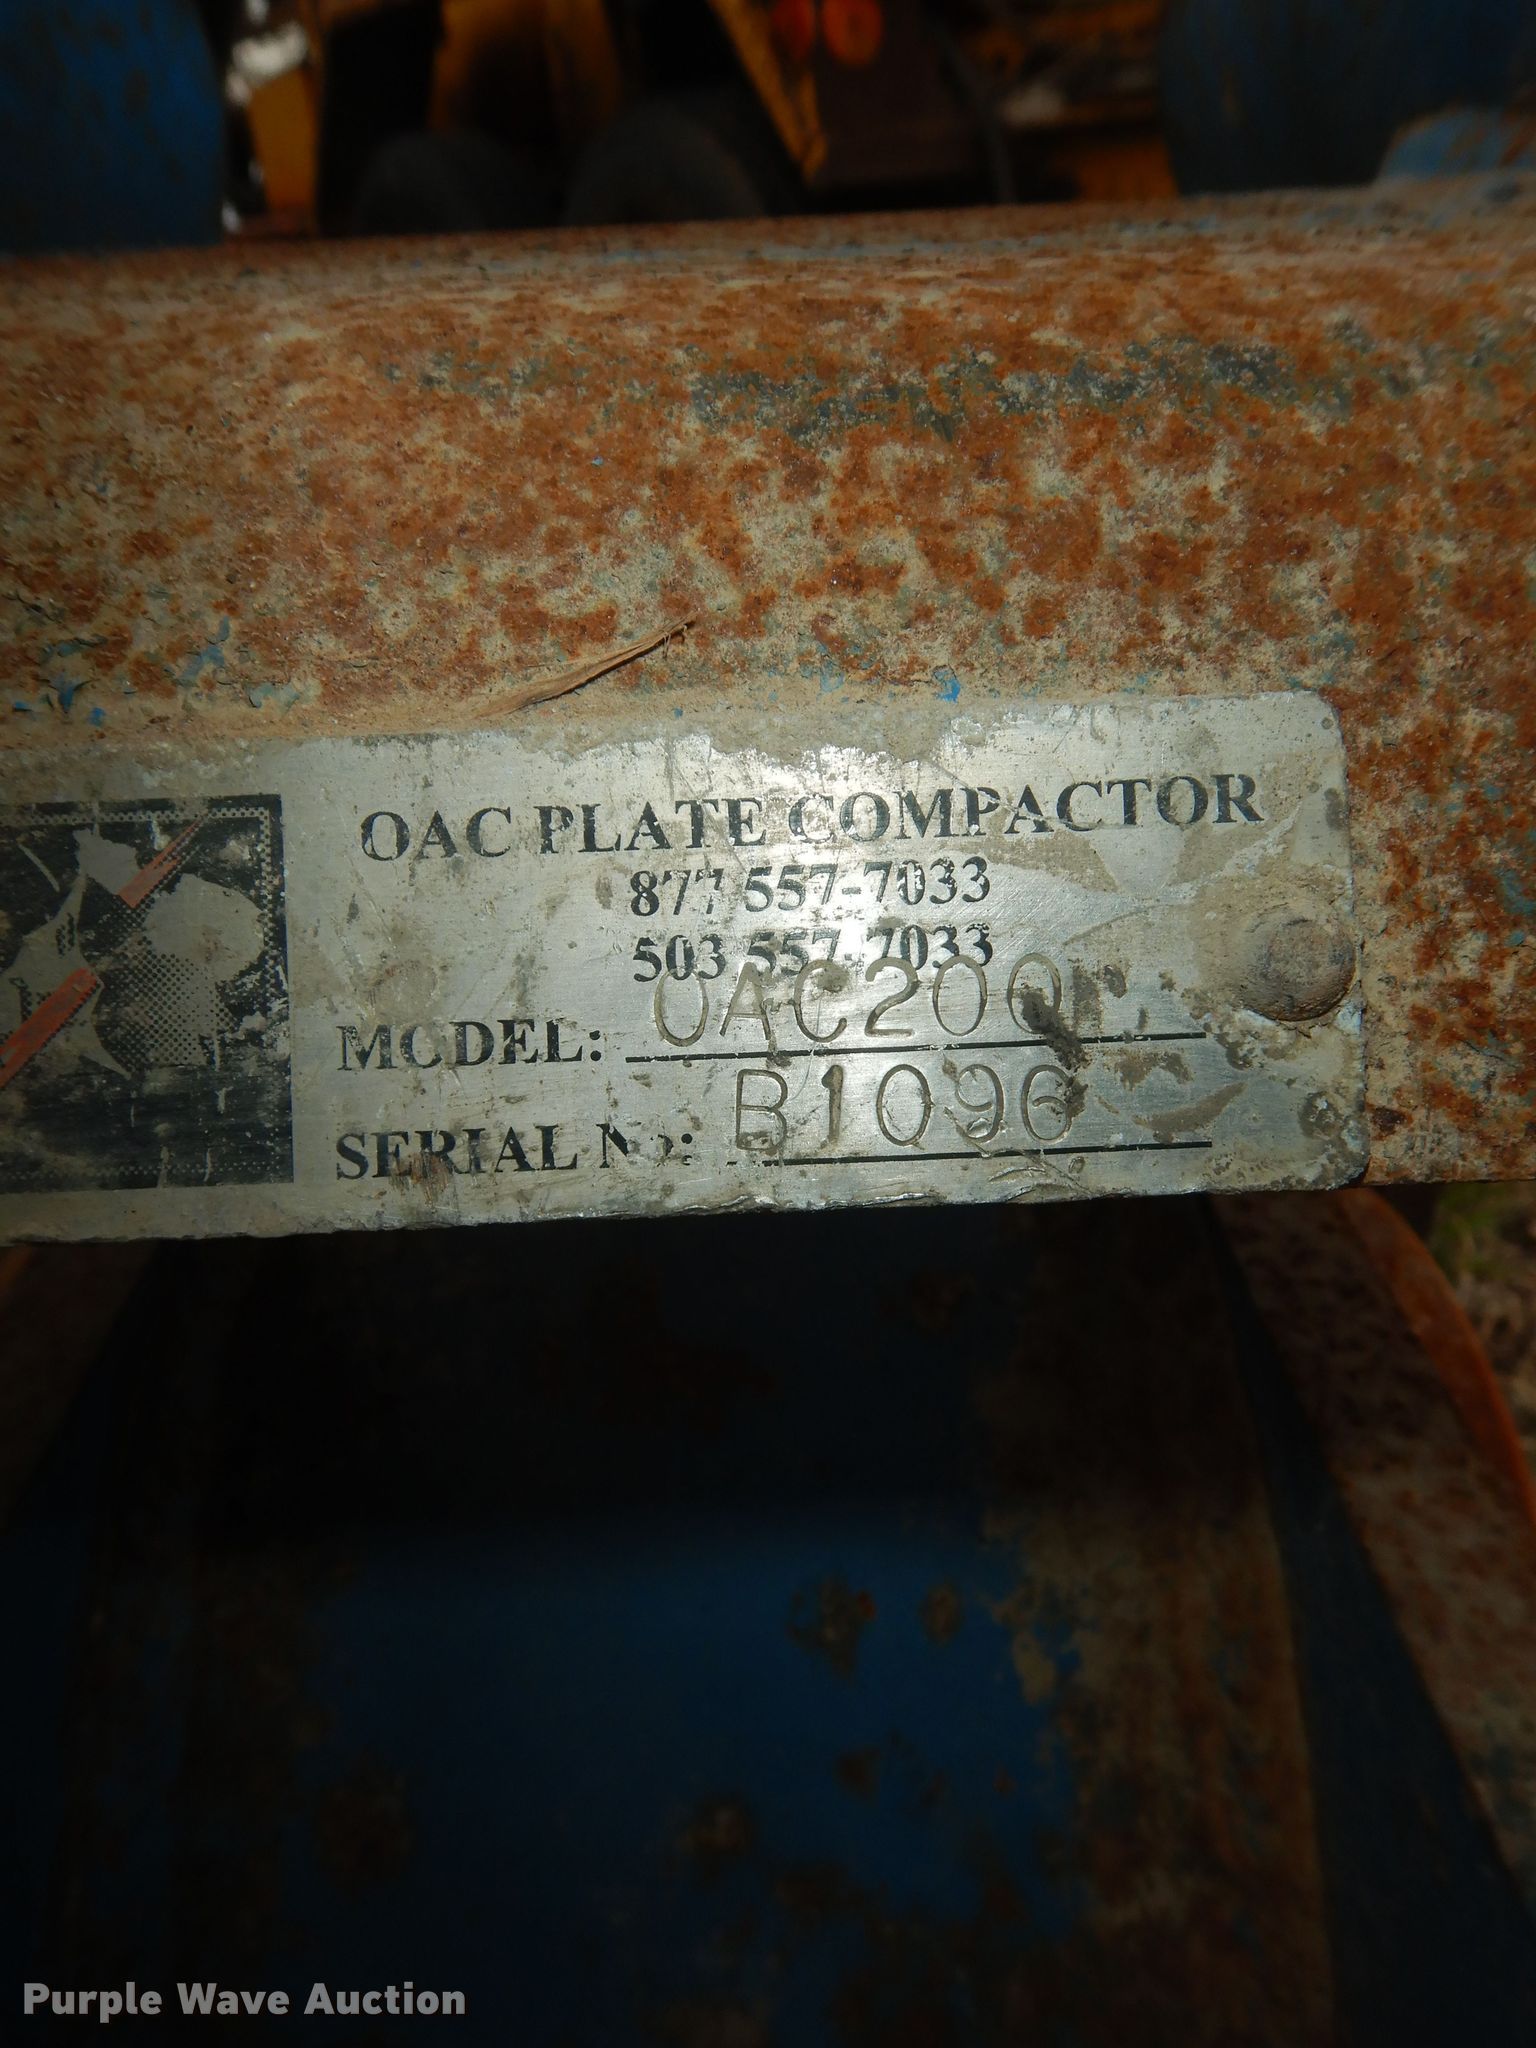 OAC PLATE COMPACTOR
877 557-7033
503 557-7033
MODEL: OAC200
SERIAL No: B1096
Purple Wave Auction